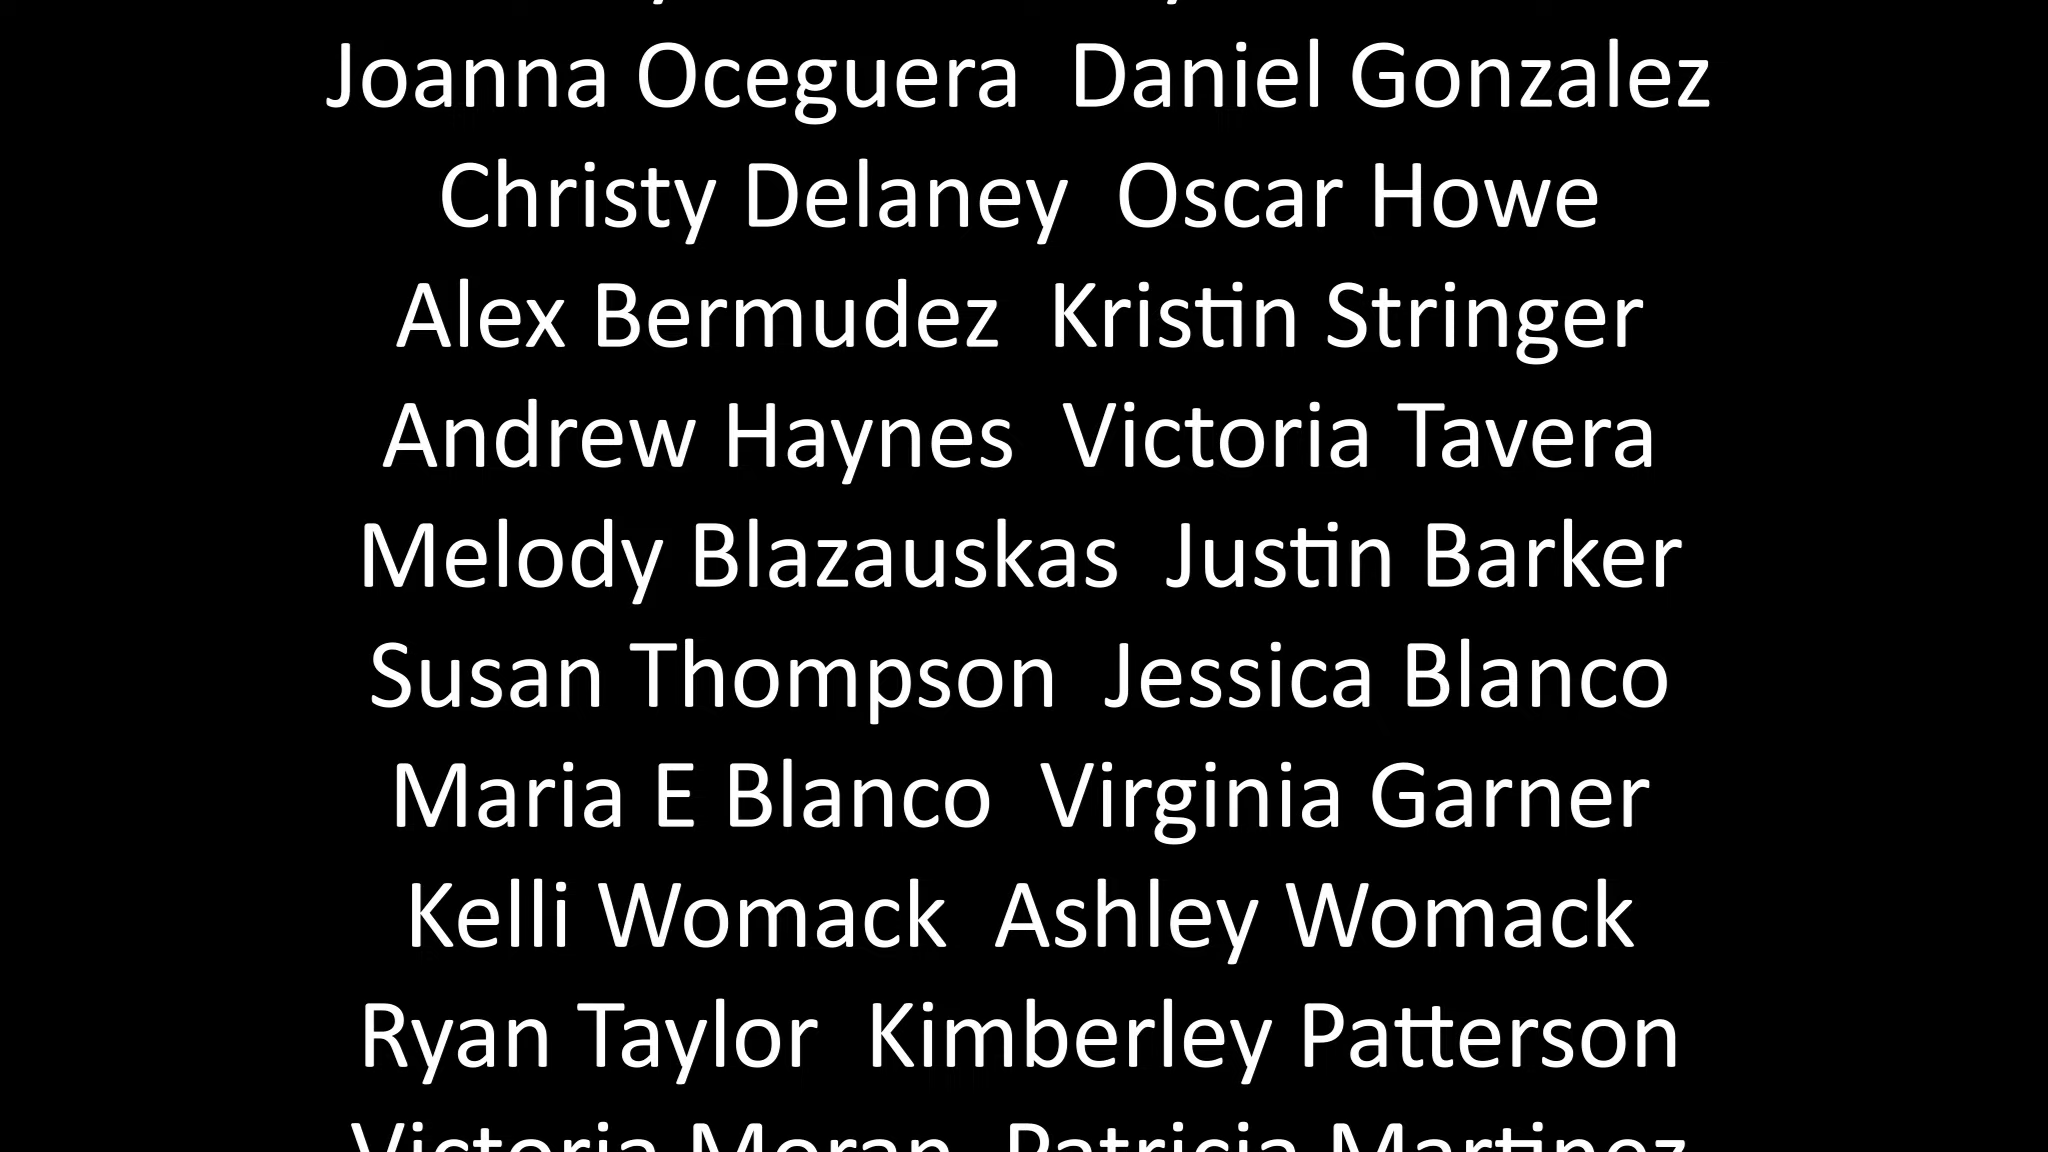 Joanna Oceguera  Daniel Gonzalez
Christy Delaney  Oscar Howe
Alex Bermudez  Kristin Stringer
Andrew Haynes  Victoria Tavera
Melody Blazauskas  Justin Barker
Susan Thompson  Jessica Blanco
Maria E Blanco  Virginia Garner
Kelli Womack  Ashley Womack
Ryan Taylor  Kimberley Patterson
Victoria Moran  Patricia Martinez